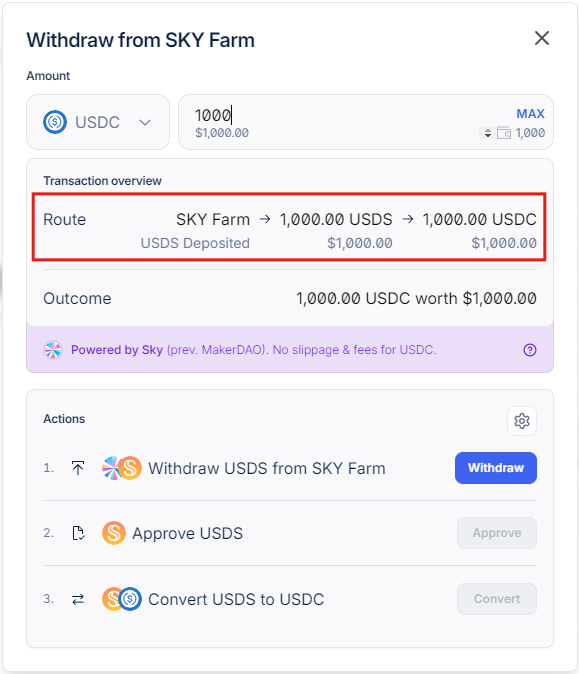 Withdraw from SKY Farm
Amount
USDC
1000
MAX
$1,000.00
1,000
Transaction overview
Route SKY Farm → 1,000.00 USDS → 1,000.00 USDC
USDS Deposited $1,000.00 $1,000.00
Outcome 1,000.00 USDC worth $1,000.00
Powered by Sky (prev. MakerDAO). No slippage & fees for USDC.
Actions
1. Withdraw USDS from SKY Farm Withdraw
2. Approve USDS Approve
3. Convert USDS to USDC Convert